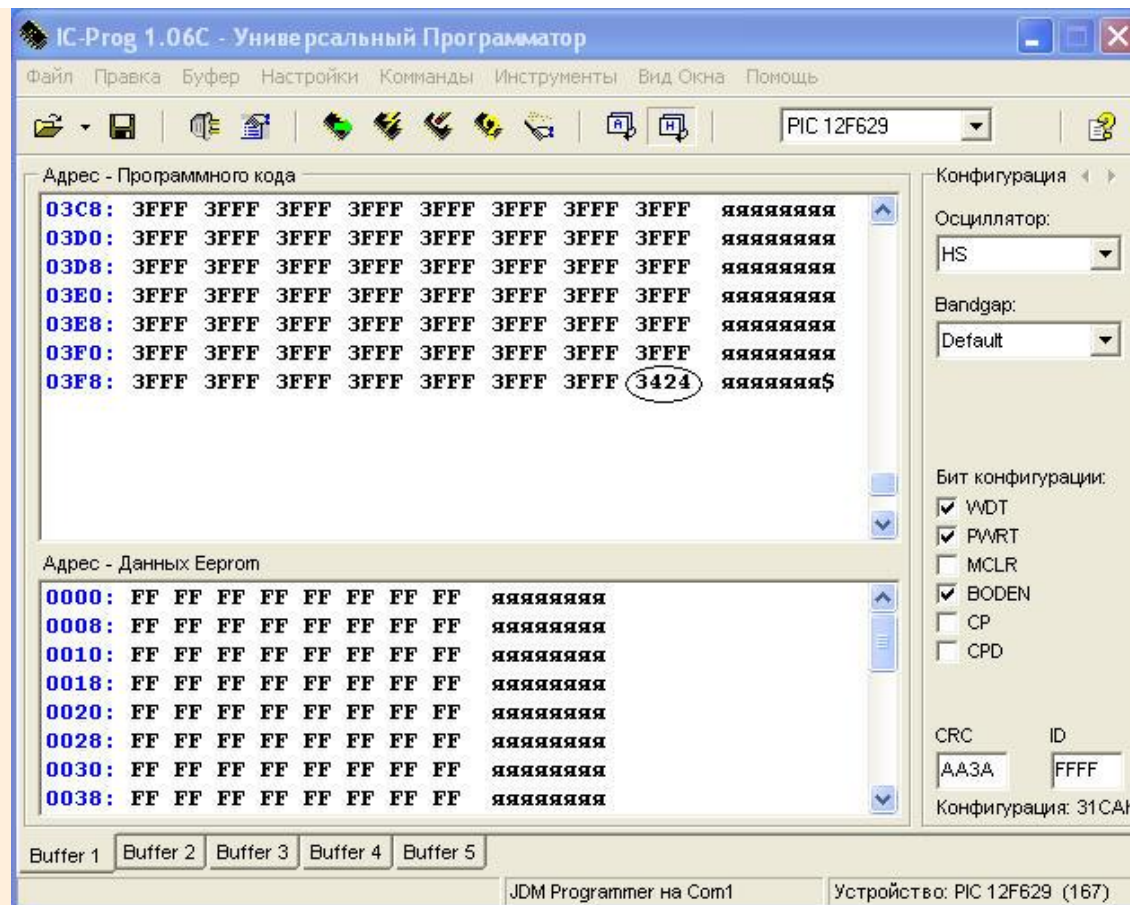 IC-Prog 1.06C - Универсальный Программатор
Файл Правка Буфер Настройки Комманды Инструменты Вид Окна Помощь
PIC 12F629
Адрес - Программного кода
03C8: 3FFF 3FFF 3FFF 3FFF 3FFF 3FFF 3FFF 3FFF яяяяяяяя
03D0: 3FFF 3FFF 3FFF 3FFF 3FFF 3FFF 3FFF 3FFF яяяяяяяя
03D8: 3FFF 3FFF 3FFF 3FFF 3FFF 3FFF 3FFF 3FFF яяяяяяяя
03E0: 3FFF 3FFF 3FFF 3FFF 3FFF 3FFF 3FFF 3FFF яяяяяяяя
03E8: 3FFF 3FFF 3FFF 3FFF 3FFF 3FFF 3FFF 3FFF яяяяяяяя
03F0: 3FFF 3FFF 3FFF 3FFF 3FFF 3FFF 3FFF 3FFF яяяяяяяя
03F8: 3FFF 3FFF 3FFF 3FFF 3FFF 3FFF 3FFF 3424 яяяяяяя$
Адрес - Данных Eeprom
0000: FF FF FF FF FF FF FF FF яяяяяяяя
0008: FF FF FF FF FF FF FF FF яяяяяяяя
0010: FF FF FF FF FF FF FF FF яяяяяяяя
0018: FF FF FF FF FF FF FF FF яяяяяяяя
0020: FF FF FF FF FF FF FF FF яяяяяяяя
0028: FF FF FF FF FF FF FF FF яяяяяяяя
0030: FF FF FF FF FF FF FF FF яяяяяяяя
0038: FF FF FF FF FF FF FF FF яяяяяяяя
Конфигурация
Осциллятор:
HS
Bandgap:
Default
Бит конфигурации:
WDT
PWRT
MCLR
BODEN
CP
CPD
CRC ID
AA3A FFFF
Конфигурация: 31CAh
Buffer 1 Buffer 2 Buffer 3 Buffer 4 Buffer 5
JDM Programmer на Com1 Устройство: PIC 12F629 (167)